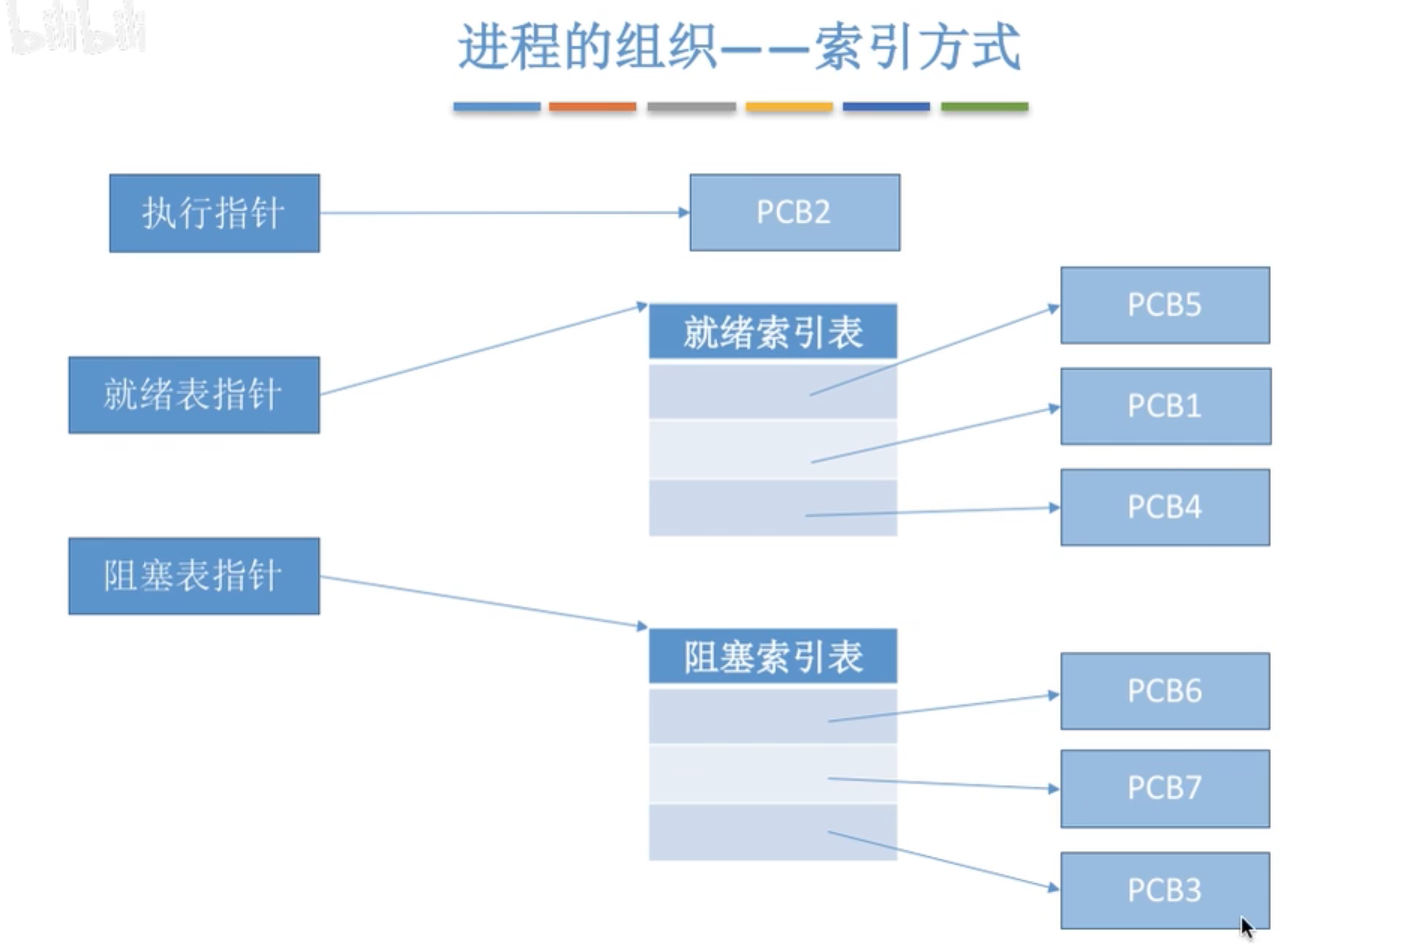 bilibili
进程的组织——索引方式
执行指针
PCB2
就绪表指针
就绪索引表
PCB5
PCB1
PCB4
阻塞表指针
阻塞索引表
PCB6
PCB7
PCB3